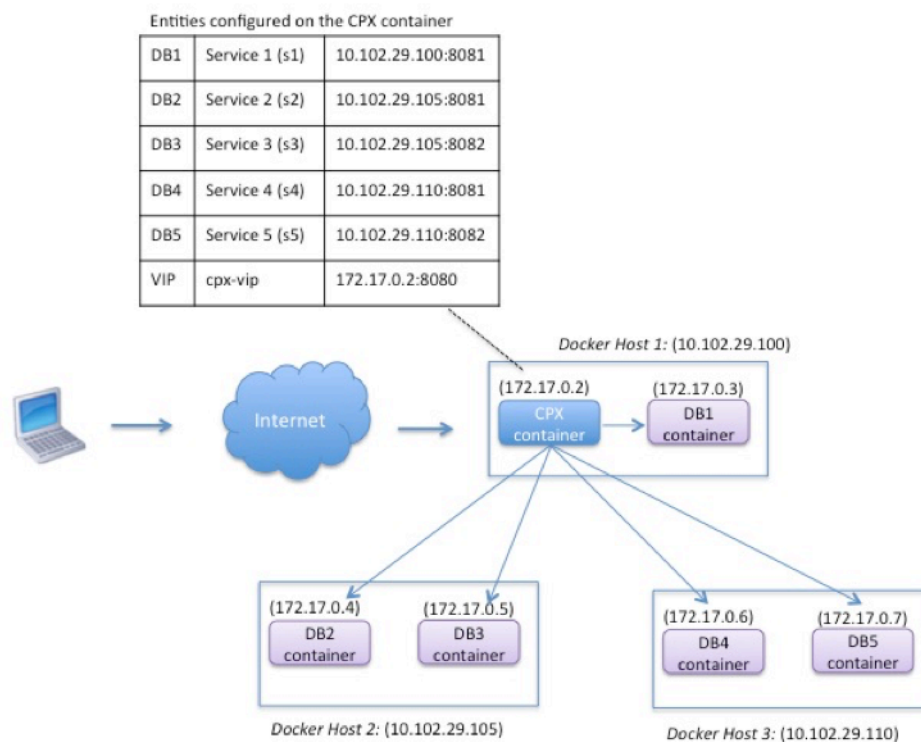 Entities configured on the CPX container
DB1 Service 1 (s1) 10.102.29.100:8081
DB2 Service 2 (s2) 10.102.29.105:8081
DB3 Service 3 (s3) 10.102.29.105:8082
DB4 Service 4 (s4) 10.102.29.110:8081
DB5 Service 5 (s5) 10.102.29.110:8082
VIP cpx-vip 172.17.0.2:8080
Docker Host 1: (10.102.29.100)
(172.17.0.2) (172.17.0.3)
CPX
container
DB1
container
Internet
(172.17.0.4) (172.17.0.5)
DB2
container
DB3
container
(172.17.0.6) (172.17.0.7)
DB4
container
DB5
container
Docker Host 2: (10.102.29.105)
Docker Host 3: (10.102.29.110)